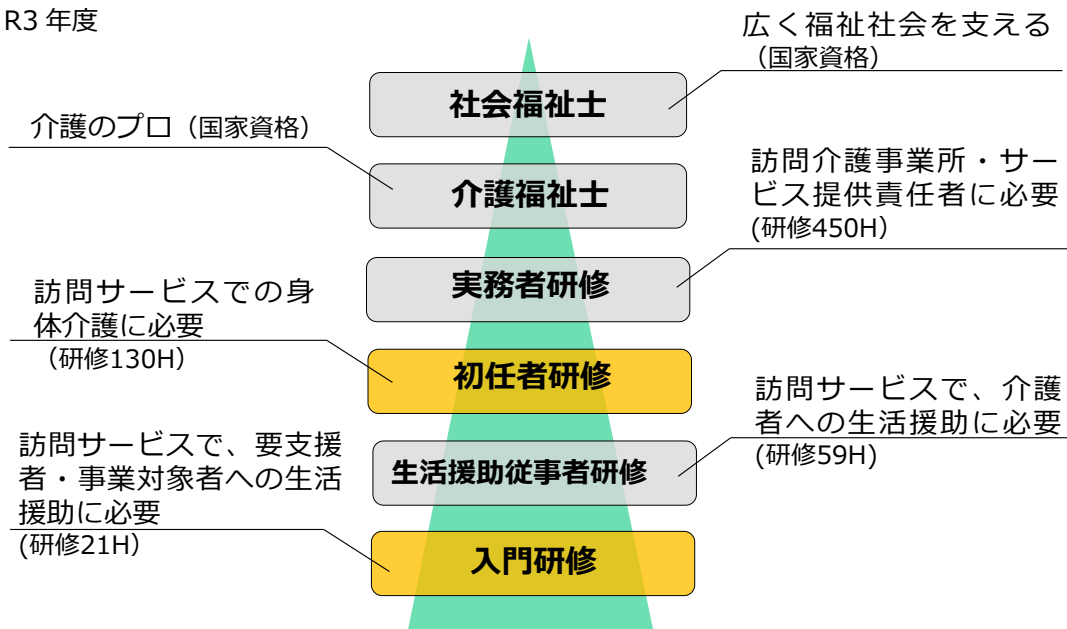 R3 年度
広く福祉社会を支える
（国家資格）
社会福祉士
介護のプロ（国家資格）
介護福祉士
訪問介護事業所・サー
ビス提供責任者に必要
(研修450H）
実務者研修
訪問サービスでの身
体介護に必要
（研修130H）
初任者研修
訪問サービスで、介護
者への生活援助に必要
(研修59H)
生活援助従事者研修
訪問サービスで、要支援
者・事業対象者への生活
援助に必要
(研修21H）
入門研修